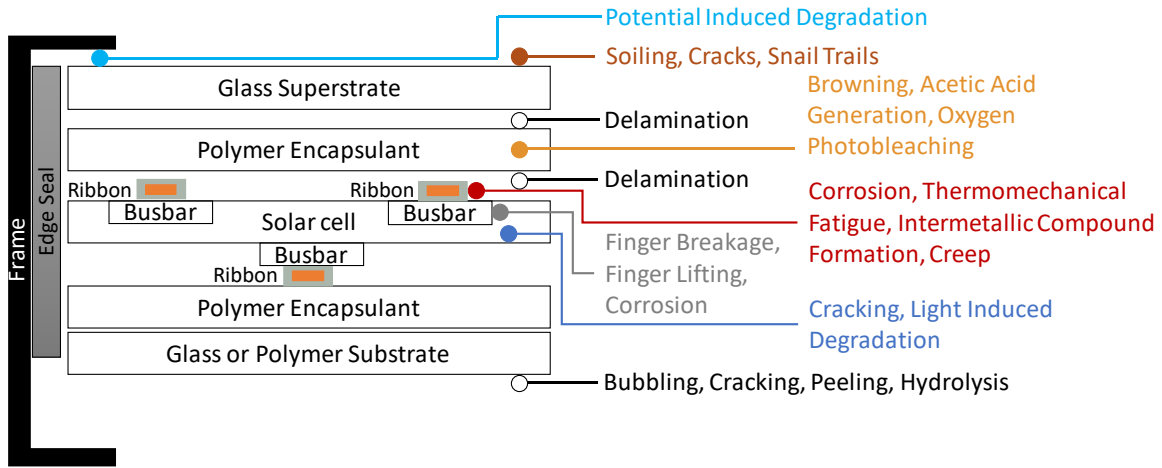 Potential Induced Degradation
Soiling, Cracks, Snail Trails
Glass Superstrate
Browning, Acetic Acid
Generation, Oxygen
Photobleaching
Delamination
Polymer Encapsulant
Delamination
Ribbon
Ribbon
Corrosion, Thermomechanical
Fatigue, Intermetallic Compound
Formation, Creep
Busbar
Solar cell
Busbar
Finger Breakage,
Finger Lifting,
Corrosion
Busbar
Ribbon
Polymer Encapsulant
Cracking, Light Induced
Degradation
Glass or Polymer Substrate
Bubbling, Cracking, Peeling, Hydrolysis
Frame
Edge Seal